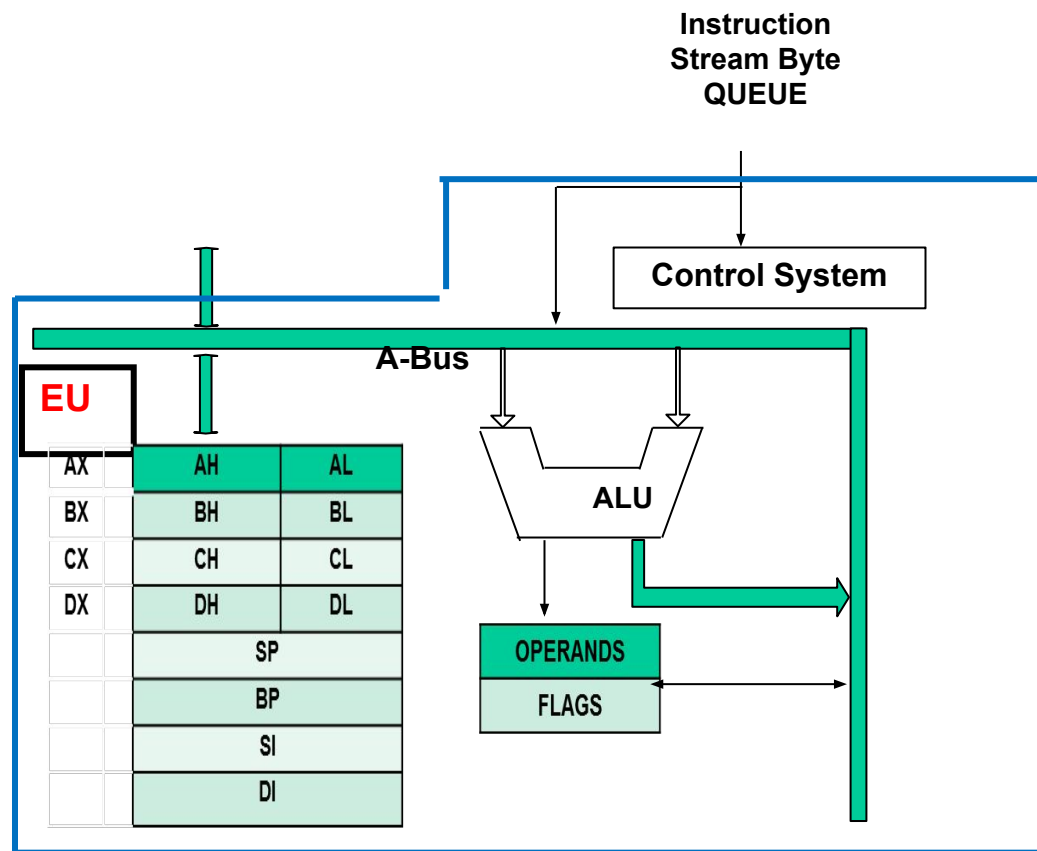 Instruction
Stream Byte
QUEUE
Control System
A-Bus
EU
AX AH AL
BX BH BL
CX CH CL
DX DH DL
SP
BP
SI
DI
ALU
OPERANDS
FLAGS